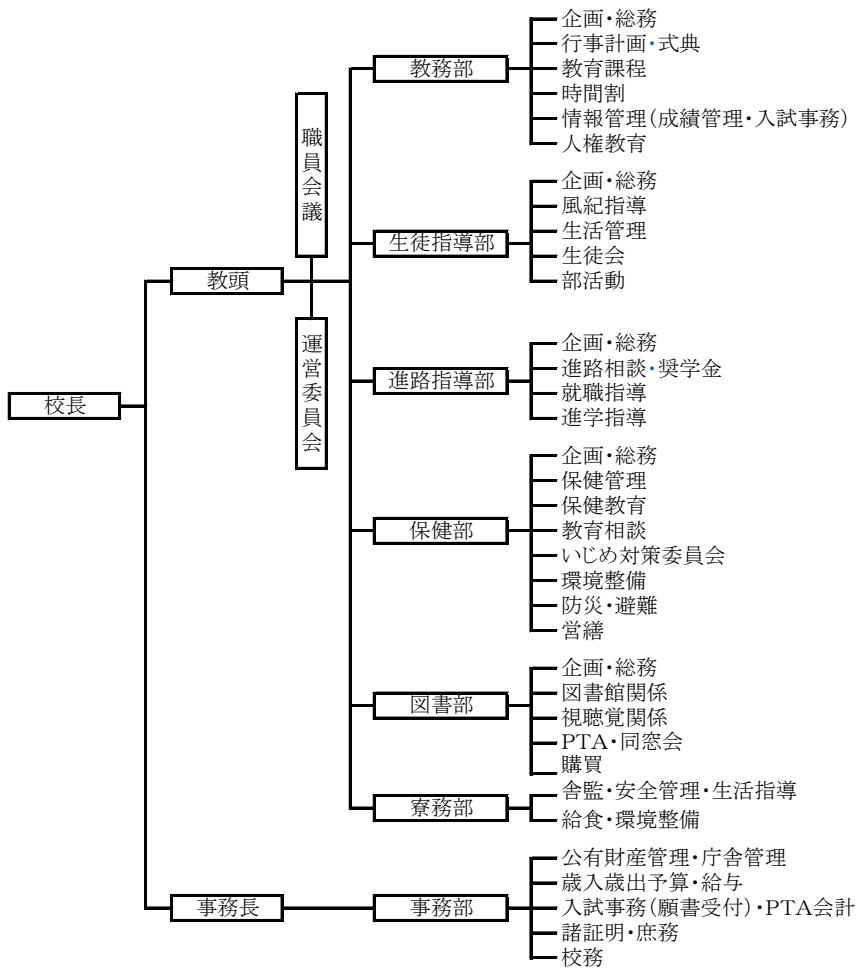 校長
教頭
職員会議
運営委員会
教務部
企画・総務
行事計画・式典
教育課程
時間割
情報管理(成績管理・入試事務)
人権教育
生徒指導部
企画・総務
風紀指導
生活管理
生徒会
部活動
進路指導部
企画・総務
進路相談・奨学金
就職指導
進学指導
保健部
企画・総務
保健管理
保健教育
教育相談
いじめ対策委員会
環境整備
防災・避難
営繕
図書部
企画・総務
図書館関係
視聴覚関係
PTA・同窓会
購買
寮務部
舎監・安全管理・生活指導
給食・環境整備
事務長
事務部
公有財産管理・庁舎管理
歳入歳出予算・給与
入試事務(願書受付)・PTA会計
諸証明・庶務
校務